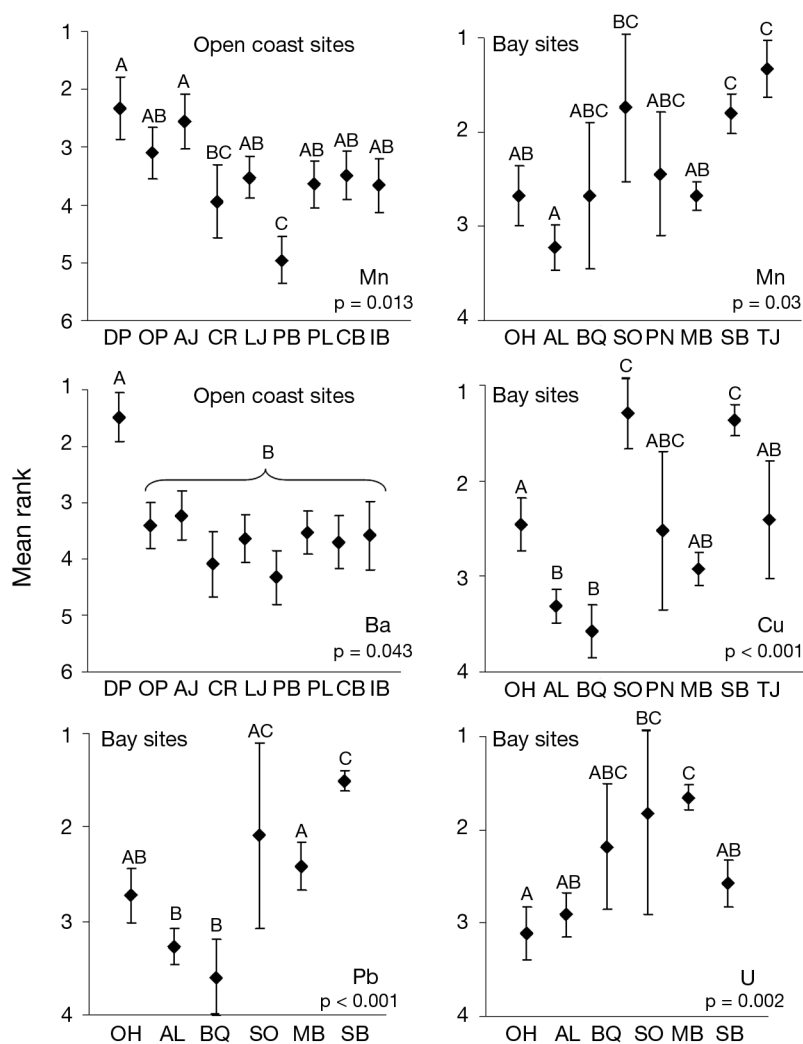 Mean rank
Open coast sites
1
2
3
4
5
6
A
AB
A
BC
AB
C
AB
AB
AB
Mn
p = 0.013
DP OP AJ CR LJ PB PL CB IB
Bay sites
1
2
3
4
AB
A
ABC
BC
ABC
AB
C
C
Mn
p = 0.03
OH AL BQ SO PN MB SB TJ
Open coast sites
1
2
3
4
5
6
A
B
Ba
p = 0.043
DP OP AJ CR LJ PB PL CB IB
Bay sites
1
2
3
4
A
B
B
C
ABC
AB
C
AB
Cu
p < 0.001
OH AL BQ SO PN MB SB TJ
Bay sites
1
2
3
4
AB
B
B
AC
A
C
Pb
p < 0.001
OH AL BQ SO MB SB
Bay sites
1
2
3
4
A
AB
ABC
BC
C
AB
U
p = 0.002
OH AL BQ SO MB SB